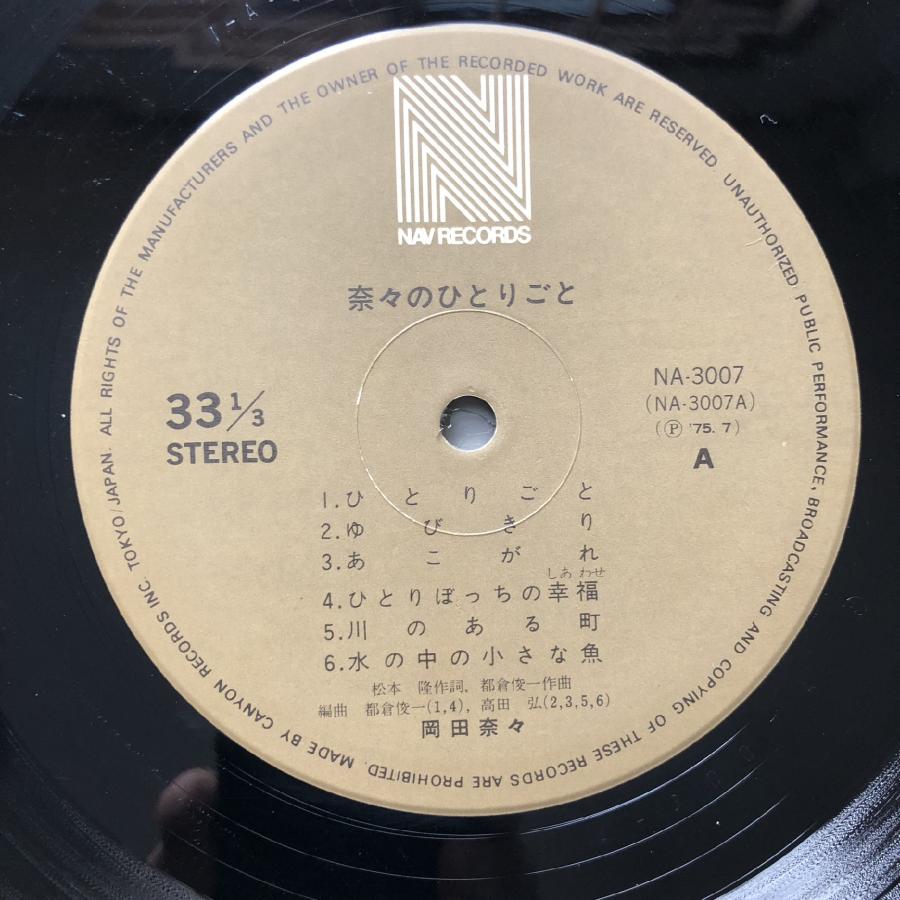 MADE BY CANYON RECORDS INC. TOKYO/JAPAN. ALL RIGHTS OF THE MANUFACTURERS AND THE OWNER OF THE RECORDED WORK ARE RESERVED. UNAUTHORIZED PUBLIC PERFORMANCE, BROADCASTING AND COPYING OF THESE RECORDS ARE PROHIBITED.
N
NAV RECORDS
奈々のひとりごと
33 1/3
STEREO
NA-3007
(NA-3007A)
(Ⓟ '75. 7)
A
1.ひとりごと
2.ゆびきり
3.あこがれ
しあわせ
4.ひとりぼっちの幸福
5.川のある町
6.水の中の小さな魚
松本 隆作詞, 都倉俊一作曲
編曲 都倉俊一(1,4), 高田 弘(2,3,5,6)
岡田奈々